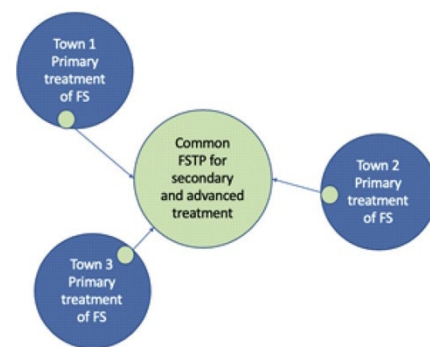 Town 1
Primary
treatment
of FS
Common
FSTP for
secondary
and advanced
treatment
Town 2
Primary
treatment
of FS
Town 3
Primary
treatment
of FS